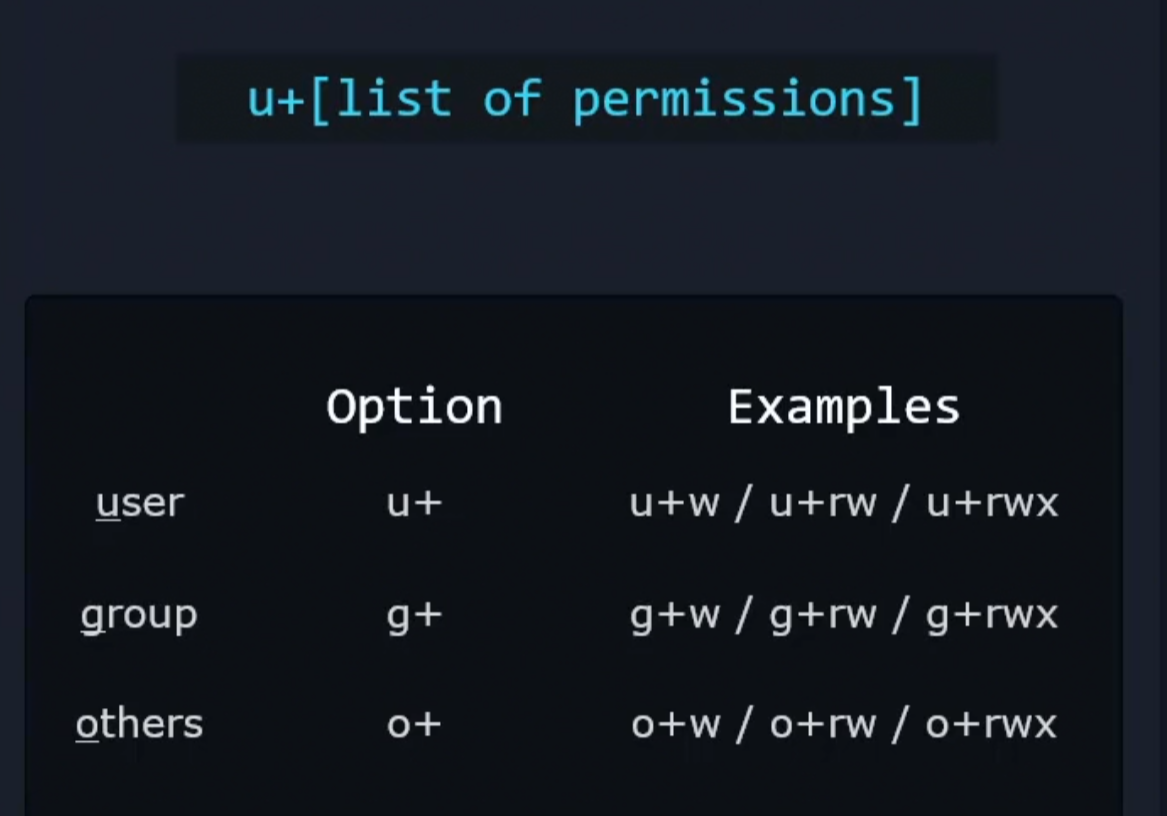 u+[list of permissions]
Option Examples
user u+ u+w / u+rw / u+rwx
group g+ g+w / g+rw / g+rwx
others o+ o+w / o+rw / o+rwx